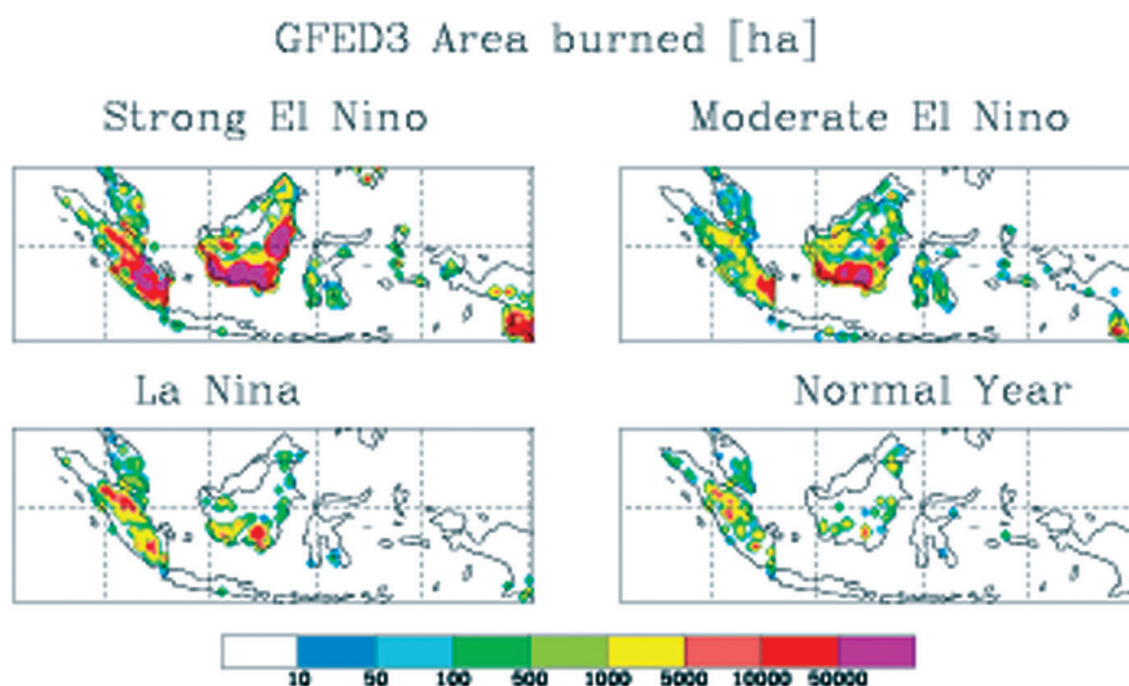 GFED3 Area burned [ha]
Strong El Nino
Moderate El Nino
La Nina
Normal Year
10 50 100 500 1000 5000 10000 50000